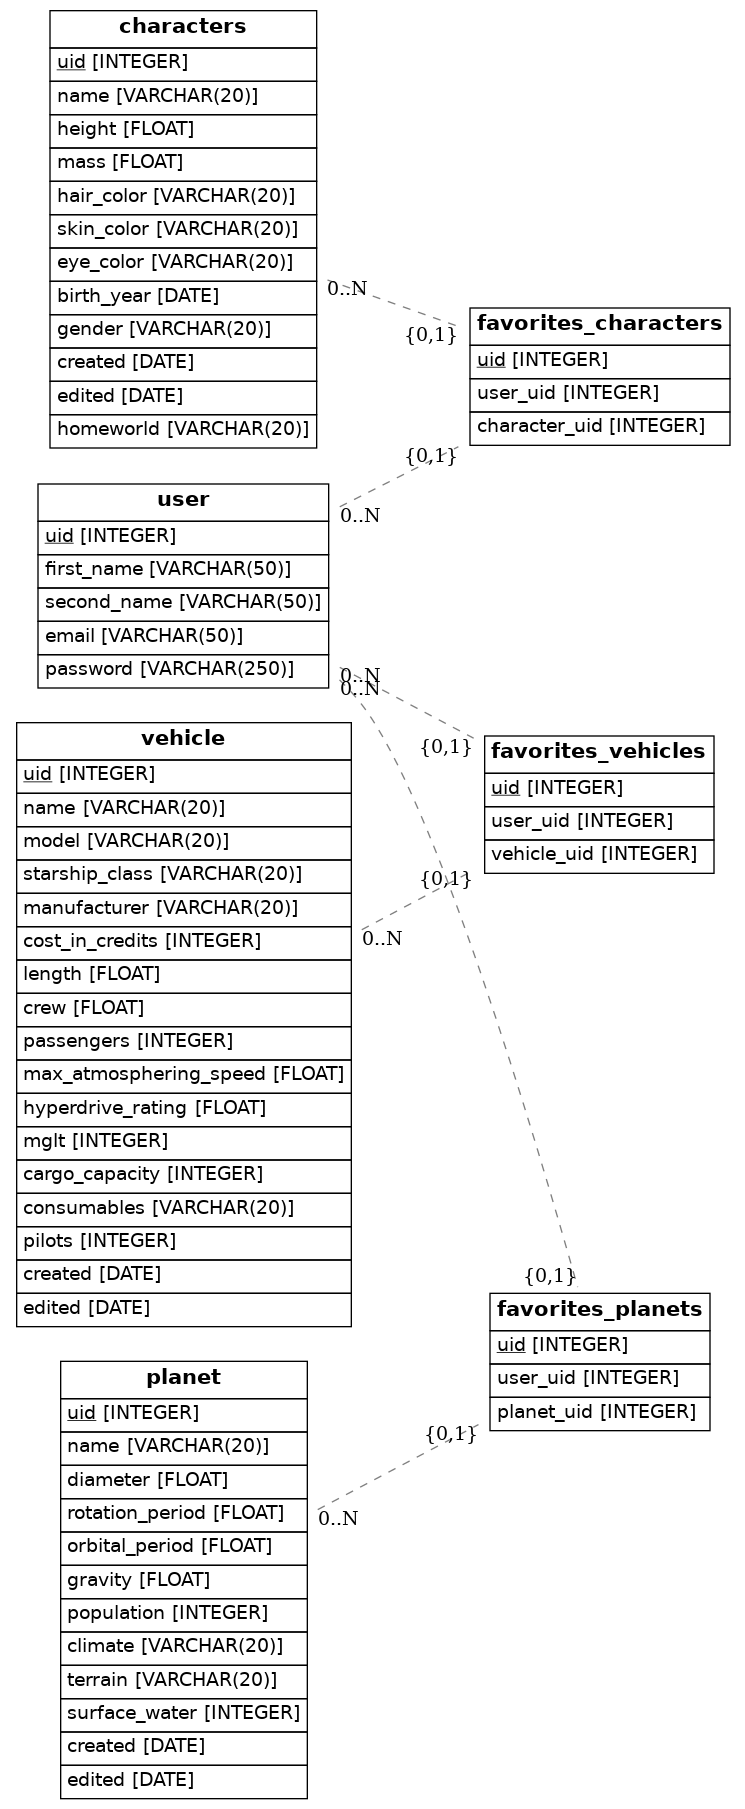 characters
uid [INTEGER]
name [VARCHAR(20)]
height [FLOAT]
mass [FLOAT]
hair_color [VARCHAR(20)]
skin_color [VARCHAR(20)]
eye_color [VARCHAR(20)]
birth_year [DATE]
gender [VARCHAR(20)]
created [DATE]
edited [DATE]
homeworld [VARCHAR(20)]
0..N
{0,1}
favorites_characters
uid [INTEGER]
user_uid [INTEGER]
character_uid [INTEGER]
{0,1}
0..N
user
uid [INTEGER]
first_name [VARCHAR(50)]
second_name [VARCHAR(50)]
email [VARCHAR(50)]
password [VARCHAR(250)]
0..N
0..N
{0,1}
favorites_vehicles
uid [INTEGER]
user_uid [INTEGER]
vehicle_uid [INTEGER]
{0,1}
0..N
vehicle
uid [INTEGER]
name [VARCHAR(20)]
model [VARCHAR(20)]
starship_class [VARCHAR(20)]
manufacturer [VARCHAR(20)]
cost_in_credits [INTEGER]
length [FLOAT]
crew [FLOAT]
passengers [INTEGER]
max_atmosphering_speed [FLOAT]
hyperdrive_rating [FLOAT]
mglt [INTEGER]
cargo_capacity [INTEGER]
consumables [VARCHAR(20)]
pilots [INTEGER]
created [DATE]
edited [DATE]
{0,1}
favorites_planets
uid [INTEGER]
user_uid [INTEGER]
planet_uid [INTEGER]
{0,1}
0..N
planet
uid [INTEGER]
name [VARCHAR(20)]
diameter [FLOAT]
rotation_period [FLOAT]
orbital_period [FLOAT]
gravity [FLOAT]
population [INTEGER]
climate [VARCHAR(20)]
terrain [VARCHAR(20)]
surface_water [INTEGER]
created [DATE]
edited [DATE]